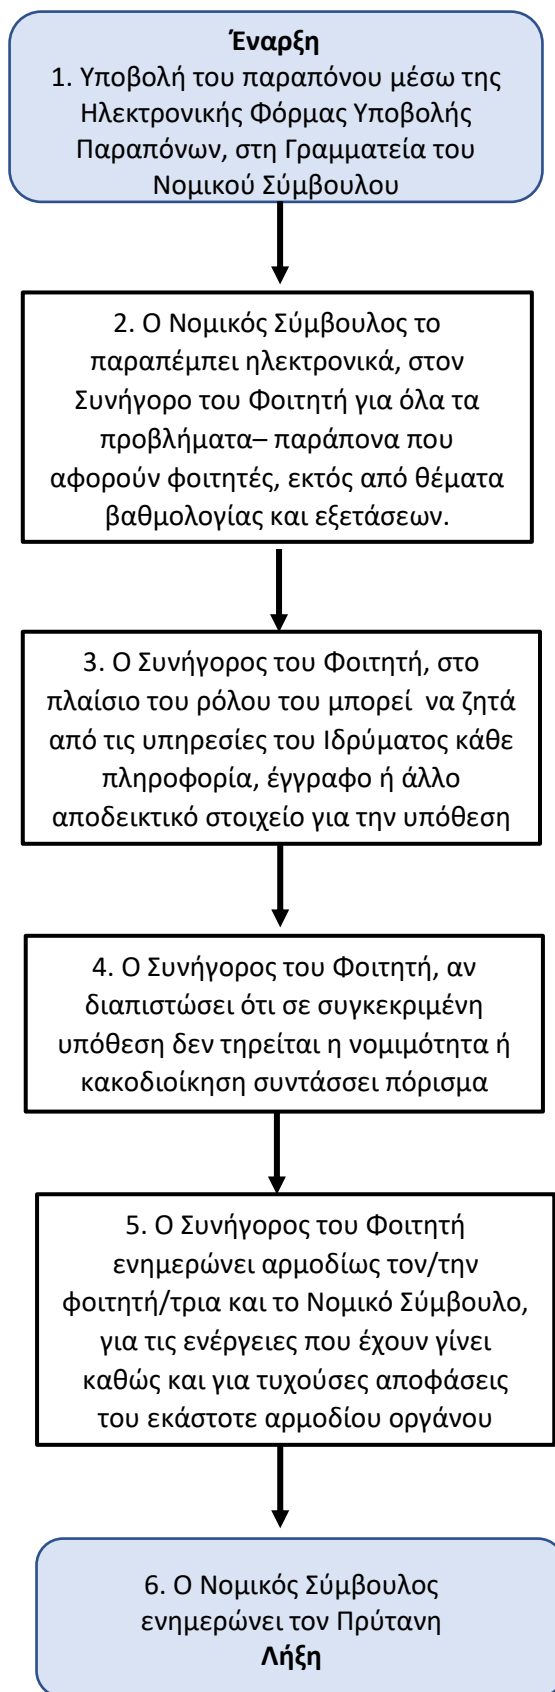 Έναρξη
1. Υποβολή του παραπόνου μέσω της
Ηλεκτρονικής Φόρμας Υποβολής
Παραπόνων, στη Γραμματεία του
Νομικού Σύμβουλου
2. Ο Νομικός Σύμβουλος το
παραπέμπει ηλεκτρονικά, στον
Συνήγορο του Φοιτητή για όλα τα
προβλήματα– παράπονα που
αφορούν φοιτητές, εκτός από θέματα
βαθμολογίας και εξετάσεων.
3. Ο Συνήγορος του Φοιτητή, στο
πλαίσιο του ρόλου του μπορεί να ζητά
από τις υπηρεσίες του Ιδρύματος κάθε
πληροφορία, έγγραφο ή άλλο
αποδεικτικό στοιχείο για την υπόθεση
4. Ο Συνήγορος του Φοιτητή, αν
διαπιστώσει ότι σε συγκεκριμένη
υπόθεση δεν τηρείται η νομιμότητα ή
κακοδιοίκηση συντάσσει πόρισμα
5. Ο Συνήγορος του Φοιτητή
ενημερώνει αρμοδίως τον/την
φοιτητή/τρια και το Νομικό Σύμβουλο,
για τις ενέργειες που έχουν γίνει
καθώς και για τυχούσες αποφάσεις
του εκάστοτε αρμοδίου οργάνου
6. Ο Νομικός Σύμβουλος
ενημερώνει τον Πρύτανη
Λήξη